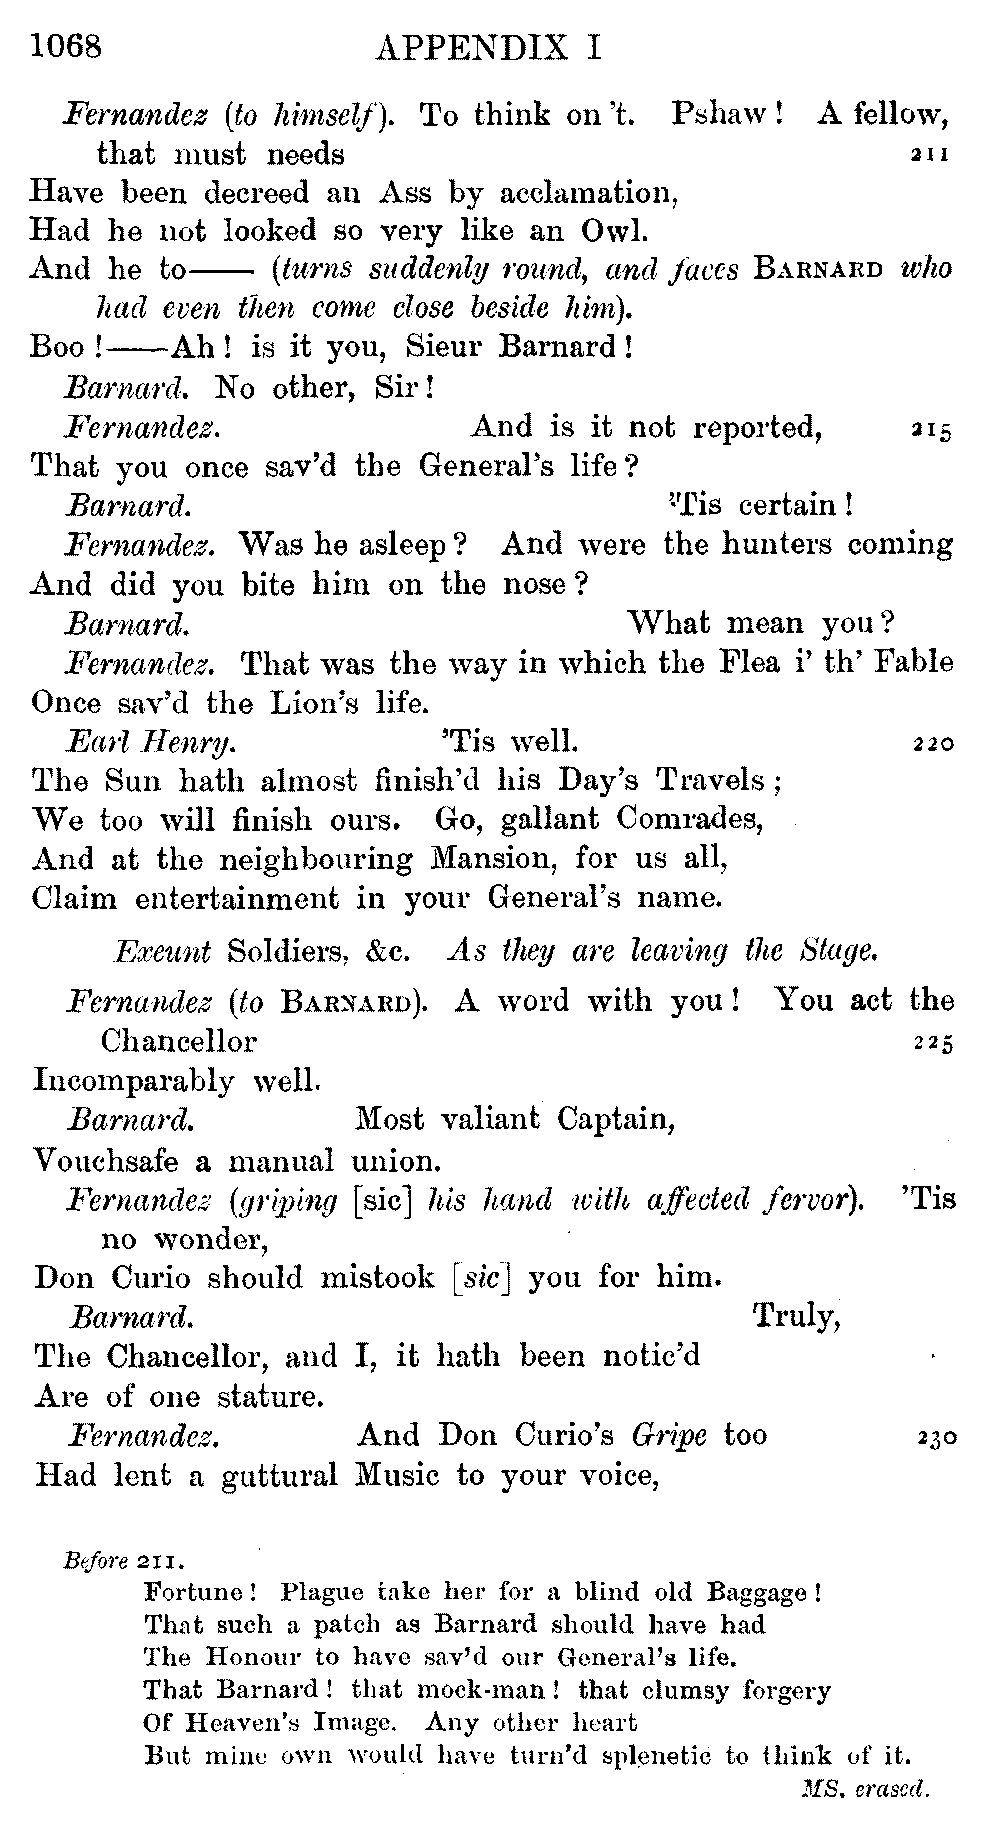 1068 APPENDIX I
Fernandez (to himself). To think on 't. Pshaw! A fellow,
that must needs 211
Have been decreed an Ass by acclamation,
Had he not looked so very like an Owl.
And he to—— (turns suddenly round, and faces BARNARD who
had even then come close beside him).
Boo!——Ah! is it you, Sieur Barnard!
Barnard. No other, Sir!
Fernandez. And is it not reported, 215
That you once sav'd the General's life?
Barnard. 'Tis certain!
Fernandez. Was he asleep? And were the hunters coming
And did you bite him on the nose?
Barnard. What mean you?
Fernandez. That was the way in which the Flea i' th' Fable
Once sav'd the Lion's life.
Earl Henry. 'Tis well. 220
The Sun hath almost finish'd his Day's Travels;
We too will finish ours. Go, gallant Comrades,
And at the neighbouring Mansion, for us all,
Claim entertainment in your General's name.
Exeunt Soldiers, &c. As they are leaving the Stage.
Fernandez (to BARNARD). A word with you! You act the
Chancellor 225
Incomparably well.
Barnard. Most valiant Captain,
Vouchsafe a manual union.
Fernandez (griping [sic] his hand with affected fervor). 'Tis
no wonder,
Don Curio should mistook [sic] you for him.
Barnard. Truly,
The Chancellor, and I, it hath been notic'd
Are of one stature.
Fernandez. And Don Curio's Gripe too 230
Had lent a guttural Music to your voice,
Before 211.
Fortune! Plague take her for a blind old Baggage!
That such a patch as Barnard should have had
The Honour to have sav'd our General's life.
That Barnard! that mock-man! that clumsy forgery
Of Heaven's Image. Any other heart
But mine own would have turn'd splenetic to think of it.
MS. erased.